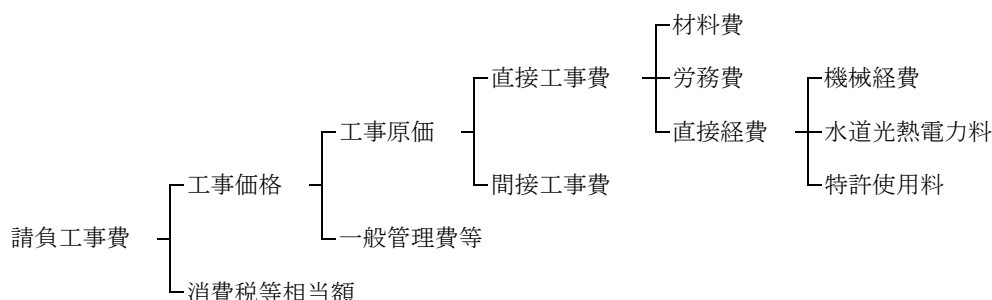 材料費
直接工事費
労務費
機械経費
工事原価
直接経費
水道光熱電力料
工事価格
間接工事費
特許使用料
請負工事費
一般管理費等
消費税等相当額